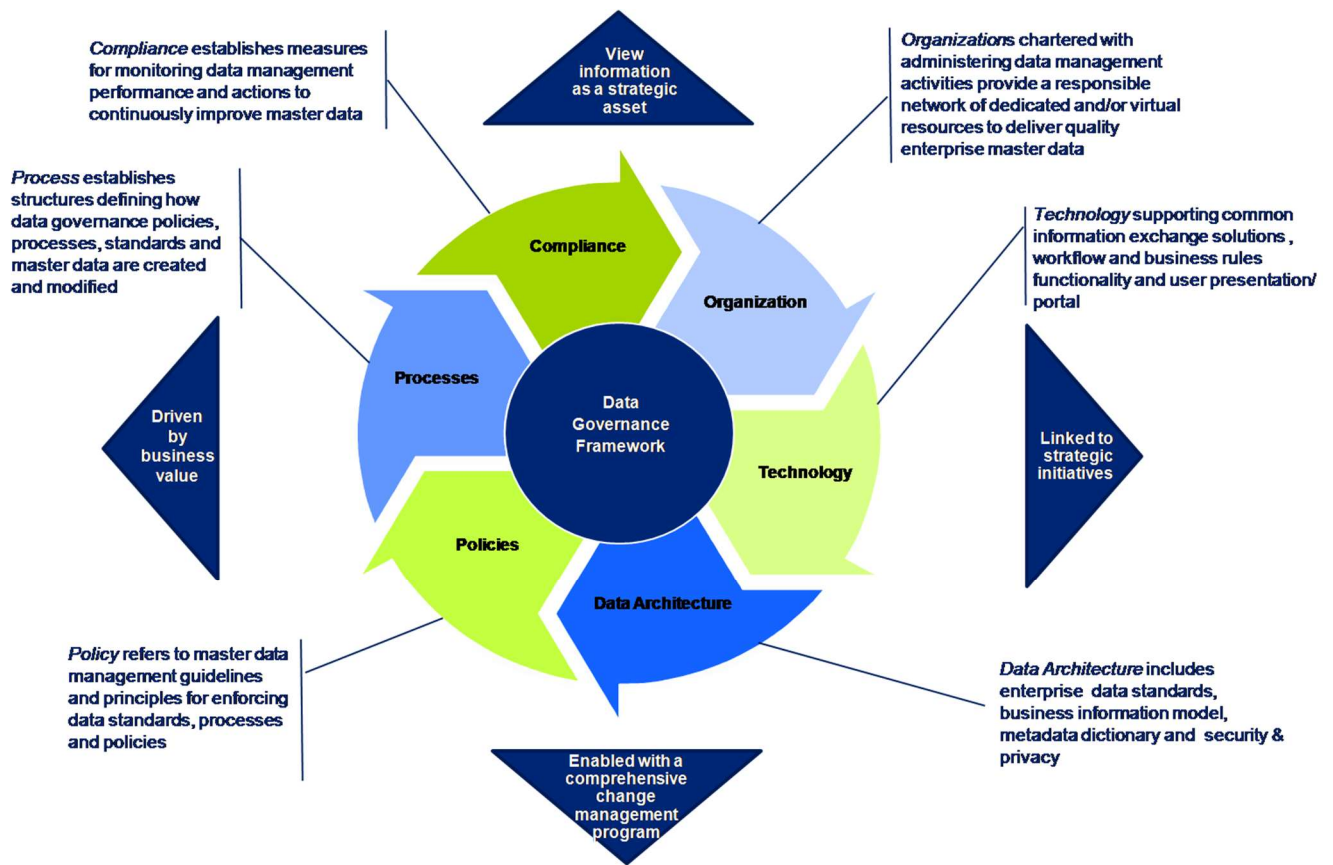 Compliance establishes measures
for monitoring data management
performance and actions to
continuously improve master data
View
information
as a strategic
asset
Organizations chartered with
administering data management
activities provide a responsible
network of dedicated and/or virtual
resources to deliver quality
enterprise master data
Process establishes
structures defining how
data governance policies,
processes, standards and
master data are created
and modified
Technology supporting common
information exchange solutions ,
workflow and business rules
functionality and user presentation/
portal
Compliance
Organization
Processes
Data
Governance
Framework
Technology
Policies
Data Architecture
Driven
by
business
value
Linked to
strategic
initiatives
Policy refers to master data
management guidelines
and principles for enforcing
data standards, processes
and policies
Data Architecture includes
enterprise data standards,
business information model,
metadata dictionary and security &
privacy
Enabled with a
comprehensive
change
management
program